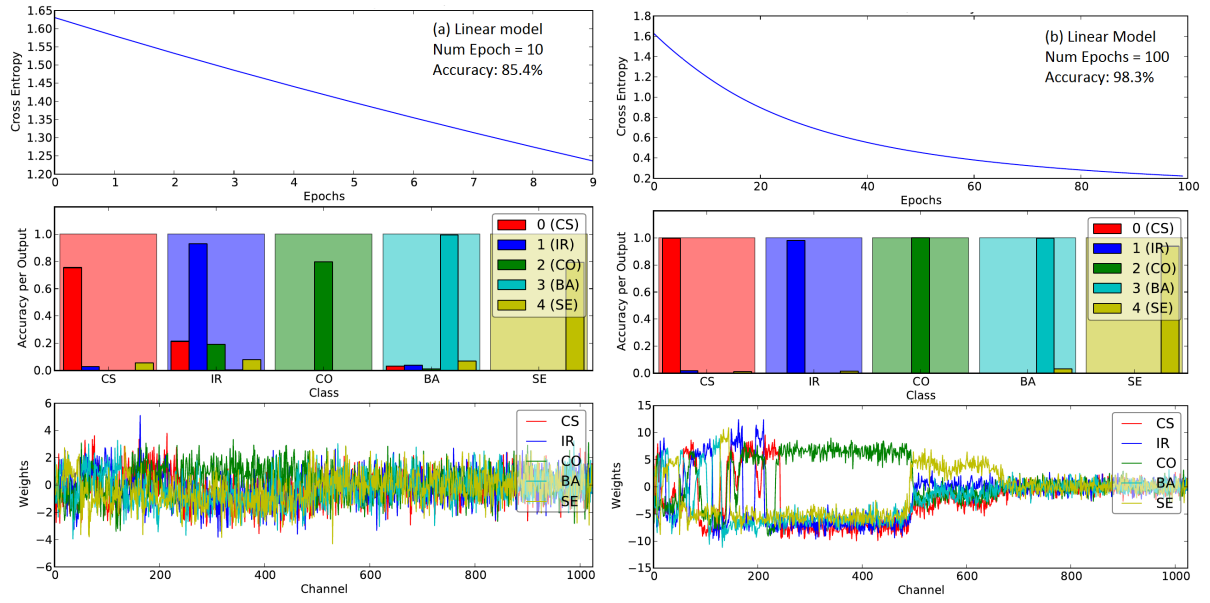 1.65
1.60
1.55
1.50
1.45
1.40
1.35
1.30
1.25
1.20
Cross Entropy
(a) Linear model
Num Epoch = 10
Accuracy: 85.4%
0 1 2 3 4 5 6 7 8 9
Epochs
1.8
1.6
1.4
1.2
1.0
0.8
0.6
0.4
0.2
Cross Entropy
(b) Linear Model
Num Epochs = 100
Accuracy: 98.3%
0 20 40 60 80 100
Epochs
1.0
0.8
0.6
0.4
0.2
0.0
Accuracy per Output
0 (CS)
1 (IR)
2 (CO)
3 (BA)
4 (SE)
CS IR CO BA SE
Class
1.0
0.8
0.6
0.4
0.2
0.0
Accuracy per Output
0 (CS)
1 (IR)
2 (CO)
3 (BA)
4 (SE)
CS IR CO BA SE
Class
6
4
2
0
−2
−4
−6
Weights
CS
IR
CO
BA
SE
0 200 400 600 800 1000
Channel
15
10
5
0
−5
−10
−15
Weights
CS
IR
CO
BA
SE
0 200 400 600 800 1000
Channel